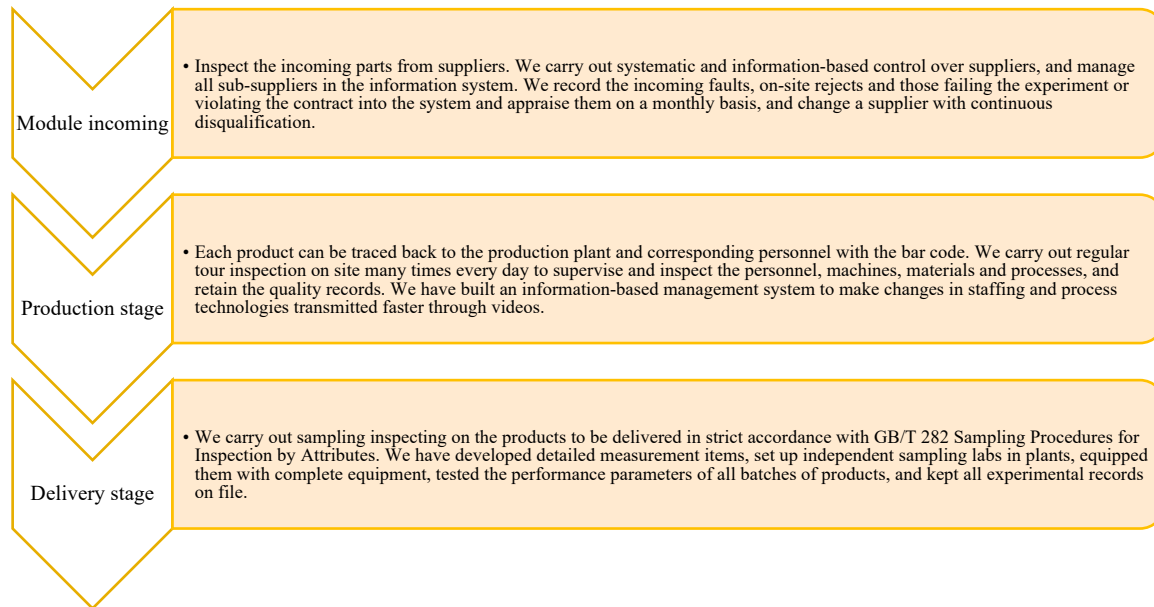 Module incoming
• Inspect the incoming parts from suppliers. We carry out systematic and information-based control over suppliers, and manage
all sub-suppliers in the information system. We record the incoming faults, on-site rejects and those failing the experiment or
violating the contract into the system and appraise them on a monthly basis, and change a supplier with continuous
disqualification.
Production stage
• Each product can be traced back to the production plant and corresponding personnel with the bar code. We carry out regular
tour inspection on site many times every day to supervise and inspect the personnel, machines, materials and processes, and
retain the quality records. We have built an information-based management system to make changes in staffing and process
technologies transmitted faster through videos.
Delivery stage
• We carry out sampling inspecting on the products to be delivered in strict accordance with GB/T 282 Sampling Procedures for
Inspection by Attributes. We have developed detailed measurement items, set up independent sampling labs in plants, equipped
them with complete equipment, tested the performance parameters of all batches of products, and kept all experimental records
on file.